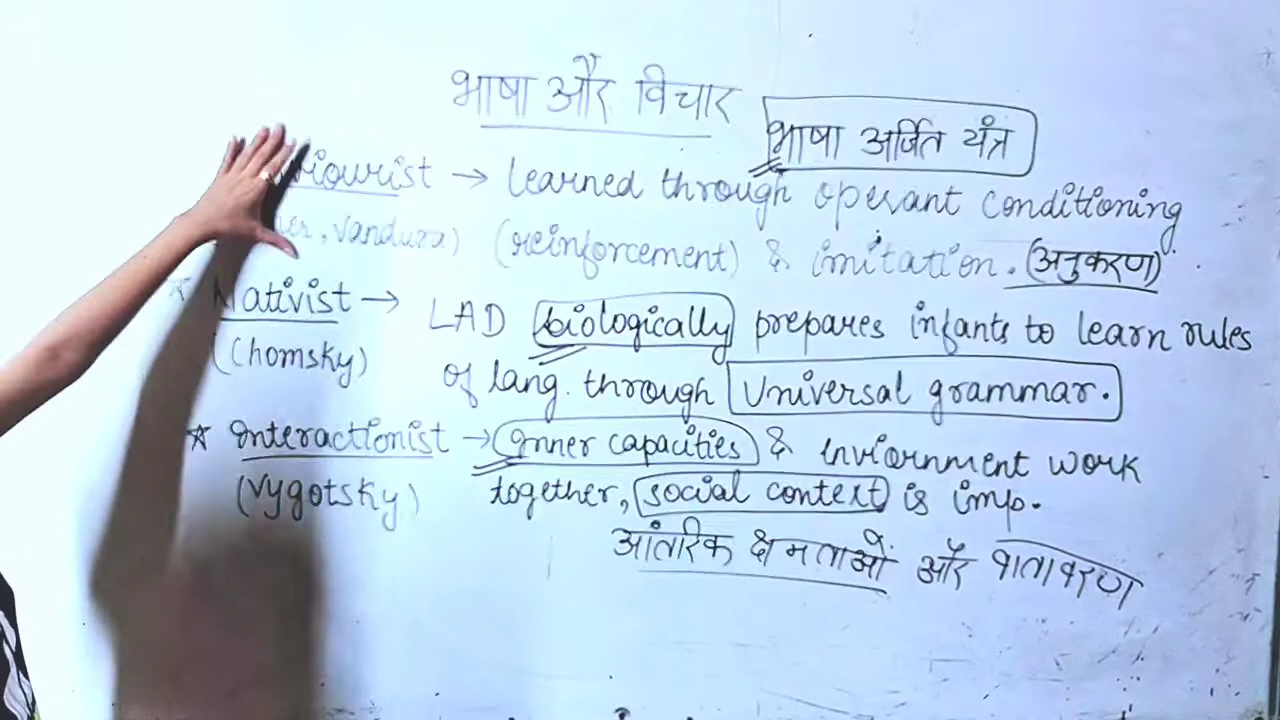 भाषा और विचार
भाषा अर्जित यंत्र
→ learned through operant conditioning
, Vandura) (reinforcement) & imitation. (अनुकरण)
* Nativist → LAD biologically prepares infants to learn rules
(Chomsky) of lang. through Universal grammar.
* Interactionist → Inner capacities & inviornment work
(Vygotsky) together, social context is imp.
आंतरिक क्षमताओं और वातावरण